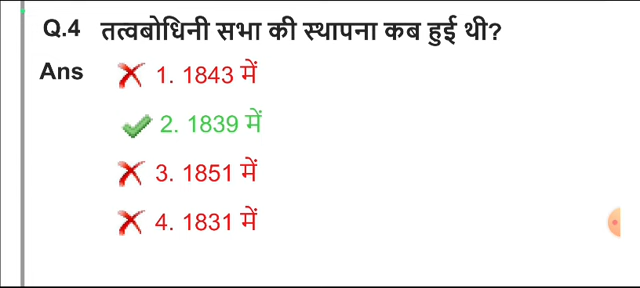 Q.4 तत्वबोधिनी सभा की स्थापना कब हुई थी?
Ans 1. 1843 में
2. 1839 में
3. 1851 में
4. 1831 में